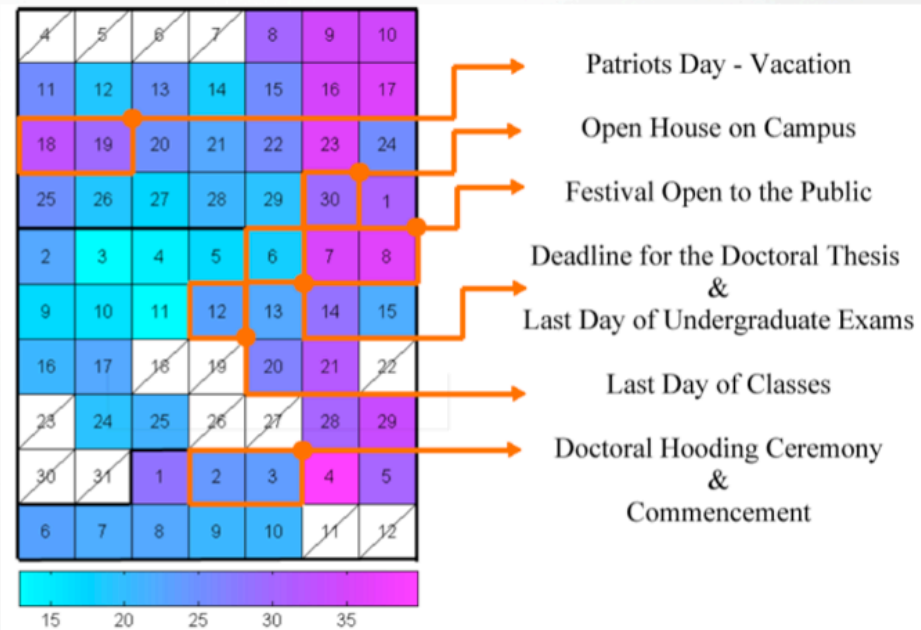 4 5 6 7 8 9 10
11 12 13 14 15 16 17
18 19 20 21 22 23 24
25 26 27 28 29 30 1
2 3 4 5 6 7 8
9 10 11 12 13 14 15
16 17 18 19 20 21 22
23 24 25 26 27 28 29
30 31 1 2 3 4 5
6 7 8 9 10 11 12
15 20 25 30 35
Patriots Day - Vacation
Open House on Campus
Festival Open to the Public
Deadline for the Doctoral Thesis
&
Last Day of Undergraduate Exams
Last Day of Classes
Doctoral Hooding Ceremony
&
Commencement